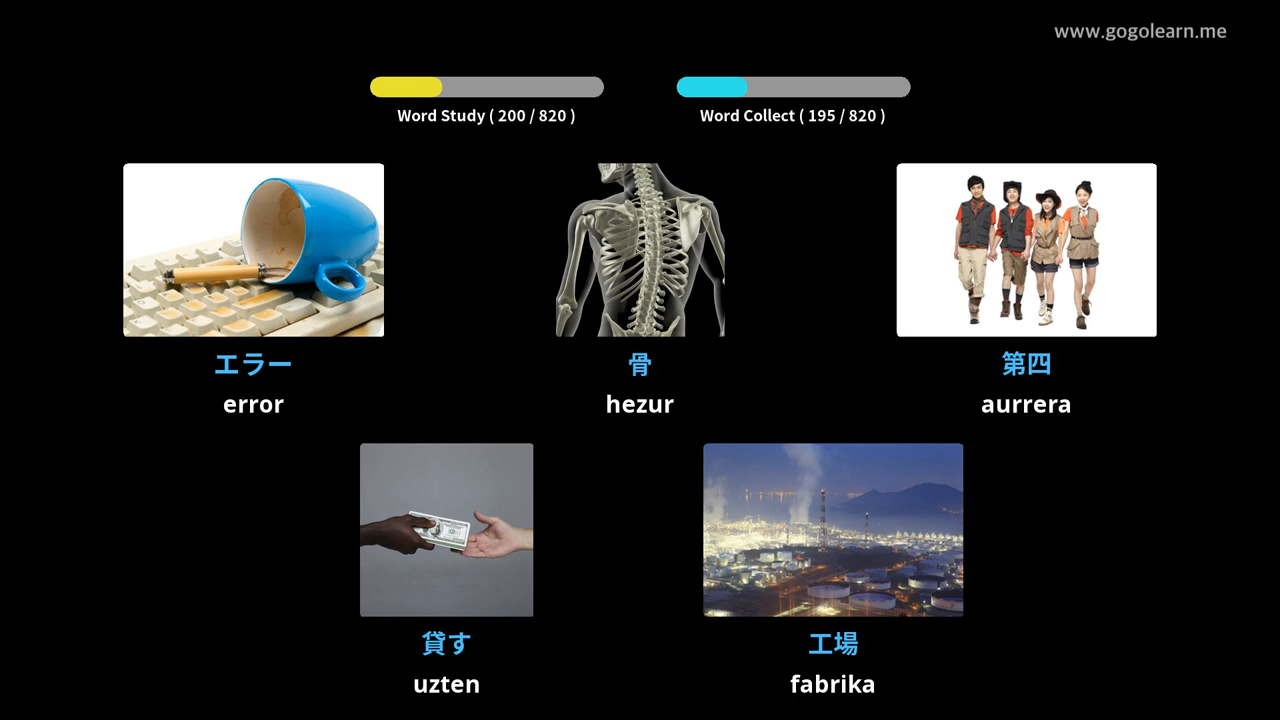 www.gogolearn.me
Word Study ( 200 / 820 )
Word Collect ( 195 / 820 )
エラー
error
骨
hezur
第四
aurrera
貸す
uzten
工場
fabrika